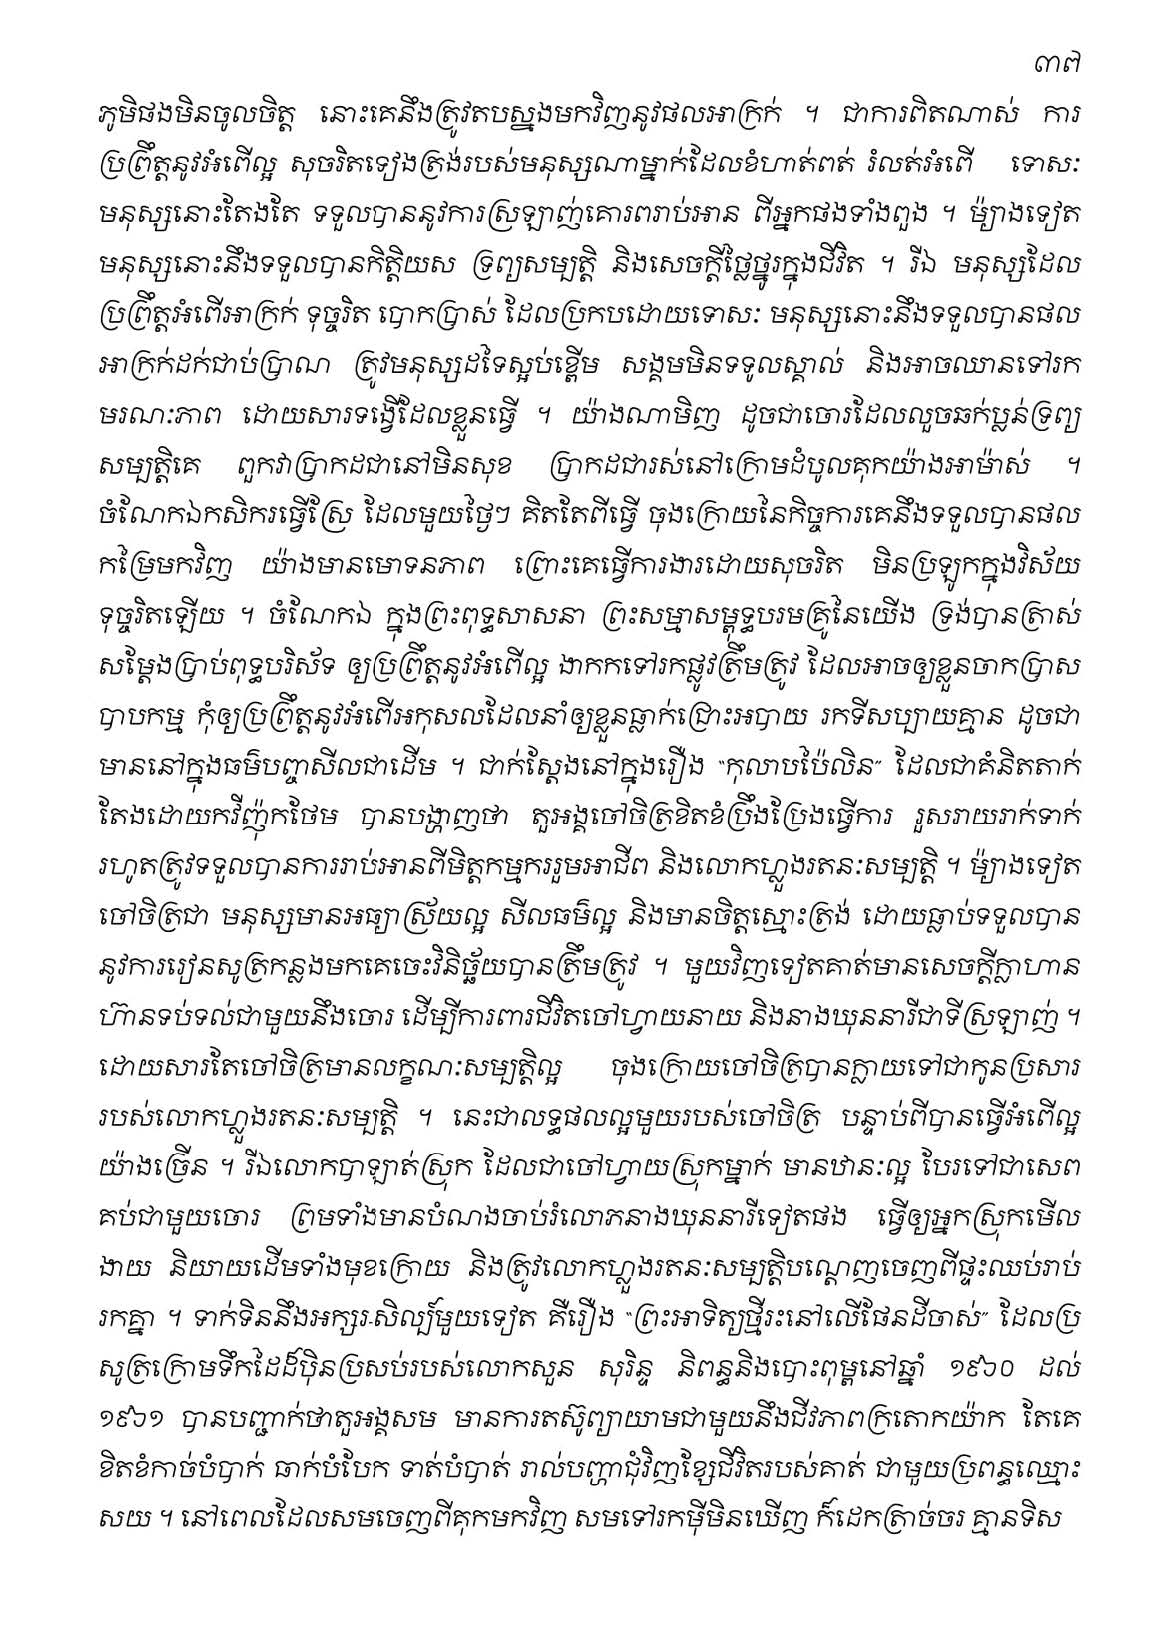 ៣៧
ភូមិផងមិនចូលចិត្ត នោះគេនឹងត្រូវតបស្នងមកវិញនូវផលអាក្រក់ ។ ជាការពិតណាស់ ការ
ប្រព្រឹត្តនូវអំពើល្អ សុចរិតទៀងត្រង់របស់មនុស្សណាម្នាក់ដែលខំហាត់ពត់ រំលត់រអំពើ ទោសៈ
មនុស្សនោះតែងតែ ទទួលបាននូវការស្រឡាញ់គោរពរាប់អាន ពីអ្នកផងទាំងពួង ។ ម៉្យាងទៀត
មនុស្សនោះនឹងទទួលបានកិត្តិយស ទ្រព្យសម្បត្តិ និងសេចក្តីថ្លៃថ្នូរក្នុងជីវិត ។ រីឯ មនុស្សដែល
ប្រព្រឹត្តអំពើអាក្រក់ ទុច្ចរិត បោកប្រាស់ ដែលប្រកបដោយទោសៈ មនុស្សនោះនឹងទទួលបានផល
អាក្រក់ដក់ជាប់ប្រាណ ត្រូវមនុស្សដទៃស្អប់ខ្ពើម សង្គមមិនទទូលស្គាល់ និងអាចឈានទៅរក
មរណៈភាព ដោយសារទង្វើដែលខ្លួនធ្វើ ។ យ៉ាងណាមិញ ដូចជាចោរដែលលួចឆក់ប្លន់ទ្រព្យ
សម្បត្តិគេ ពួកវាប្រាកដជានៅមិនសុខ ប្រាកដជារស់នៅក្រោមដំបូលគុកយ៉ាងអាម៉ាស់ ។
ចំណែកឯកសិករធ្វើស្រែ ដែលមួយថ្ងៃៗ គិតតែពីធ្វើ ចុងក្រោយនៃកិច្ចការគេនឹងទទួលបានផល
កម្រៃមកវិញ យ៉ាងមានមោទនភាព ព្រោះគេធ្វើការងារដោយសុចរិត មិនប្រឡូកក្នុងវិស័យ
ទុច្ចរិតឡើយ ។ ចំណែកឯ ក្នុងព្រះពុទ្ធសាសនា ព្រះសម្មាសម្ពុទ្ធបរមគ្រូនៃយើង ទ្រង់បានត្រាស់
សម្តែងប្រាប់ពុទ្ធបរិស័ទ ឲ្យប្រព្រឹត្តនូវអំពើល្អ ងាកកទៅរកផ្លូវត្រឹមត្រូវ ដែលអាចឲ្យខ្លួនចាកប្រាស
បាបកម្ម កុំឲ្យប្រព្រឹត្តនូវអំពើអកុសលដែលនាំឲ្យខ្លួនធ្លាក់ជ្រោះអបាយ រកទីសប្បាយគ្មាន ដូចជា
មាននៅក្នុងធម៌បញ្ចាសីលជាដើម ។ ជាក់ស្តែងនៅក្នុងរឿង “កុលាបប៉ៃលិន” ដែលជាគំនិតតាក់
តែងដោយកវីញ៉ុកថែម បានបង្ហាញថា តួអង្គចៅចិត្រខិតខំប្រឹងប្រែងធ្វើការ រួសរាយរាក់ទាក់
រហូតត្រូវទទួលបានការរាប់អានពីមិត្តកម្មកររួមអាជីព និងលោកហ្លួងរតនៈសម្បត្តិ ។ ម៉្យាងទៀត
ចៅចិត្រជា មនុស្សមានអធ្យាស្រ័យល្អ សីលធម៌ល្អ និងមានចិត្តស្មោះត្រង់ ដោយធ្លាប់ទទួលបាន
នូវការរៀនសូត្រកន្លងមកគេចេះវិនិច្ឆ័យបានត្រឹមត្រូវ ។ មួយវិញទៀតគាត់មានសេចក្តីក្លាហាន
ហ៊ានទប់ទល់ជាមួយនឹងចោរ ដើម្បីការពារជីវិតចៅហ្វាយនាយ និងនាងឃុននារីជាទីស្រឡាញ់ ។
ដោយសារតែចៅចិត្រមានលក្ខណៈសម្បត្តិល្អ ចុងក្រោយចៅចិត្របានក្លាយទៅជាកូនប្រសារ
របស់លោកហ្លួងរតនៈសម្បត្តិ ។ នេះជាលទ្ធផលល្អមួយរបស់ចៅចិត្រ បន្ទាប់ពីបានធ្វើអំពើល្អ
យ៉ាងច្រើន ។ រីឯលោកបាឡាត់ស្រុក ដែលជាចៅហ្វាយស្រុកម្នាក់ មានឋានៈល្អ បែរទៅជាសេព
គប់ជាមួយចោរ ព្រមទាំងមានបំណងចាប់រំលោភនាងឃុននារីទៀតផង ធ្វើឲ្យអ្នកស្រុកមើល
ងាយ និយាយដើមទាំងមុខក្រោយ និងត្រូវលោកហ្លួងរតនៈសម្បត្តិបណ្តេញចេញពីផ្ទះឈប់រាប់
រកគ្នា ។ ទាក់ទិននឹងអក្សរ-សិល្ប៍មួយទៀត គឺរឿង “ព្រះអាទិត្យថ្មីរះនៅលើផែនដីចាស់” ដែលប្រ
សូត្រក្រោមទឹកដៃដ៏ប៉ិនប្រសប់របស់លោកសួន សុរិន្ទ និពន្ធនិងបោះពុម្ពនៅឆ្នាំ ១៩៦០ ដល់
១៩៦១ បានបញ្ជាក់ថាតួអង្គសម មានការតស៊ូព្យាយាមជាមួយនឹងជីវភាពក្រតោកយ៉ាក តែគេ
ខិតខំកាច់បំបាក់ ធាក់បំបែក ទាត់បំបាត់ រាល់បញ្ហាជុំវិញខ្សែជីវិតរបស់គាត់ ជាមួយប្រពន្ធឈ្មោះ
សយ ។ នៅពេលដែលសមចេញពីគុកមកវិញ សមទៅរកម៉ីមិនឃើញ ក៏ដេកត្រាច់ចរ គ្មានទិស